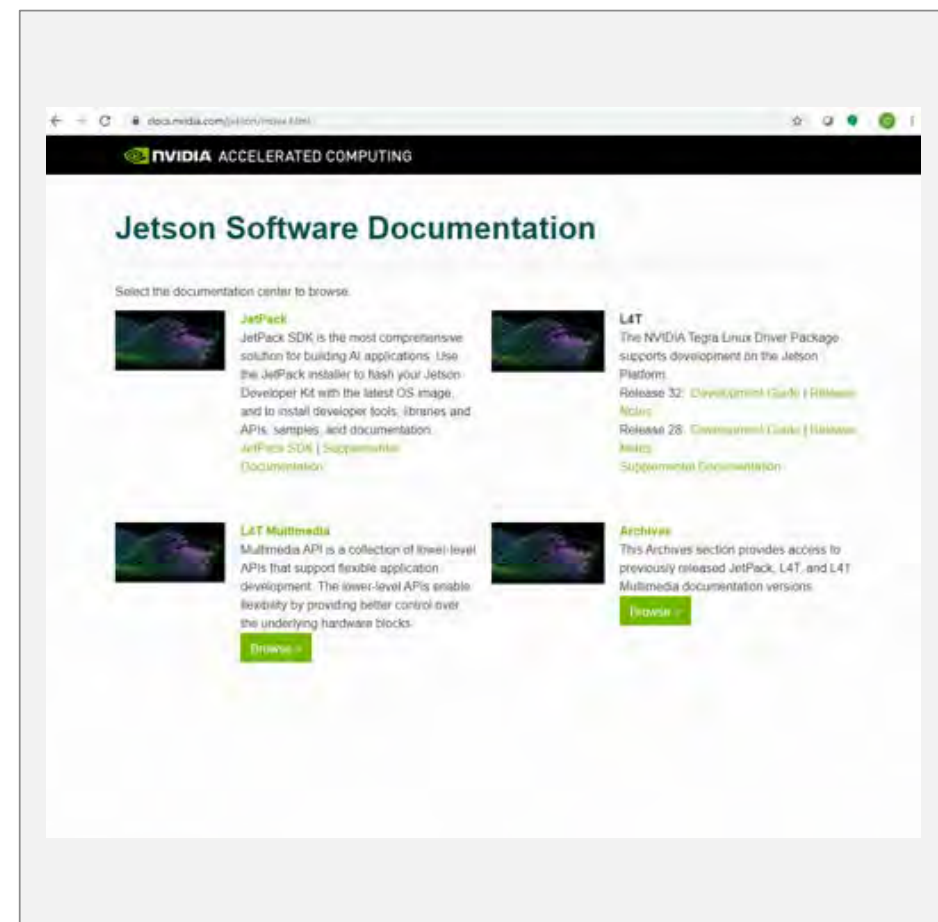 docs.nvidia.com/jetson/index.html
NVIDIA ACCELERATED COMPUTING
Jetson Software Documentation
Select the documentation center to browse.
JetPack
JetPack SDK is the most comprehensive
solution for building AI applications. Use
the JetPack installer to flash your Jetson
Developer Kit with the latest OS image,
and to install developer tools, libraries and
APIs, samples, and documentation.
JetPack SDK | Supplemental
Documentation
L4T
The NVIDIA Tegra Linux Driver Package
supports development on the Jetson
Platform.
Release 32: Development Guide | Release
Notes
Release 28: Development Guide | Release
Notes
Supplemental Documentation
L4T Multimedia
Multimedia API is a collection of lower-level
APIs that support flexible application
development. The lower-level APIs enable
flexibility by providing better control over
the underlying hardware blocks.
Browse >
Archives
This Archives section provides access to
previously released JetPack, L4T, and L4T
Multimedia documentation versions.
Browse >